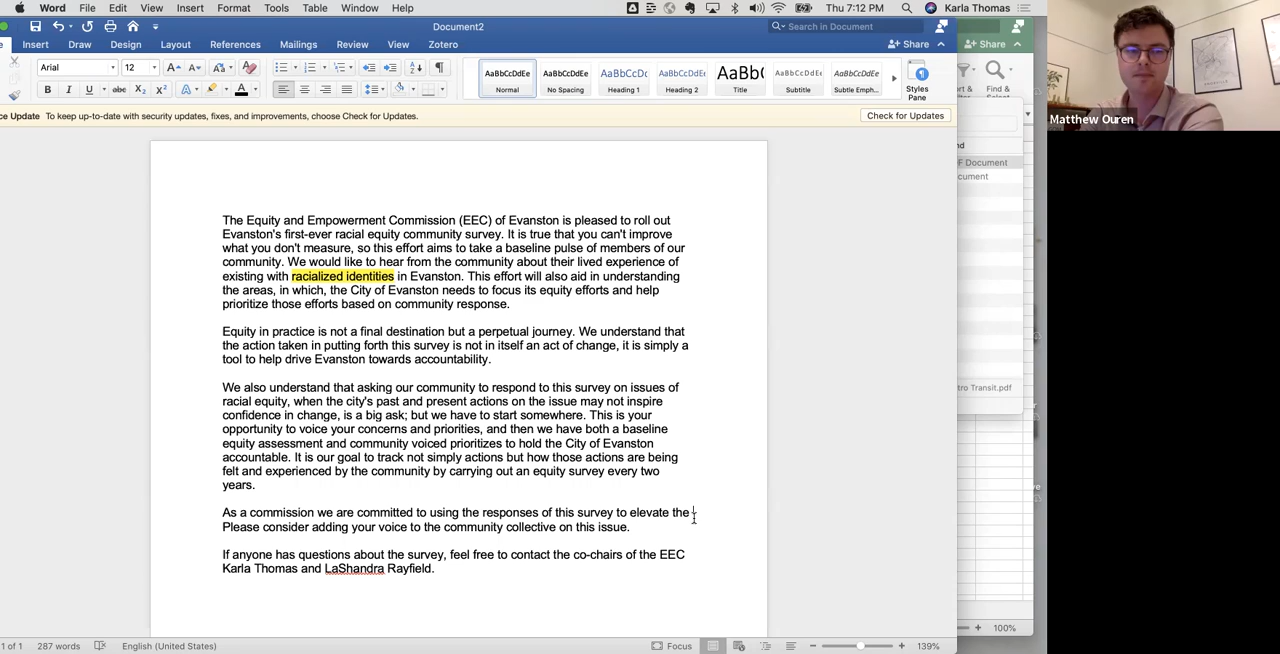 Word File Edit View Insert Format Tools Table Window Help
Thu 7:12 PM Karla Thomas
Document2
Search in Document
Insert Draw Design Layout References Mailings Review View Zotero
Share
Share
Arial 12
AaBbCcDdEe AaBbCcDdEe AaBbCcDc AaBbCcDdEe AaBb( AaBbCcDdEe AaBbCcDdEe
Normal No Spacing Heading 1 Heading 2 Title Subtitle Subtle Emph...
Styles
Pane
Find &
Select
ce Update To keep up-to-date with security updates, fixes, and improvements, choose Check for Updates.
Check for Updates
Matthew Ouren
nd
F Document
cument
tro Transit.pdf
The Equity and Empowerment Commission (EEC) of Evanston is pleased to roll out
Evanston's first-ever racial equity community survey. It is true that you can't improve
what you don't measure, so this effort aims to take a baseline pulse of members of our
community. We would like to hear from the community about their lived experience of
existing with racialized identities in Evanston. This effort will also aid in understanding
the areas, in which, the City of Evanston needs to focus its equity efforts and help
prioritize those efforts based on community response.
Equity in practice is not a final destination but a perpetual journey. We understand that
the action taken in putting forth this survey is not in itself an act of change, it is simply a
tool to help drive Evanston towards accountability.
We also understand that asking our community to respond to this survey on issues of
racial equity, when the city's past and present actions on the issue may not inspire
confidence in change, is a big ask; but we have to start somewhere. This is your
opportunity to voice your concerns and priorities, and then we have both a baseline
equity assessment and community voiced prioritizes to hold the City of Evanston
accountable. It is our goal to track not simply actions but how those actions are being
felt and experienced by the community by carrying out an equity survey every two
years.
As a commission we are committed to using the responses of this survey to elevate the
Please consider adding your voice to the community collective on this issue.
If anyone has questions about the survey, feel free to contact the co-chairs of the EEC
Karla Thomas and LaShandra Rayfield.
1 of 1 287 words English (United States) Focus 139%
100%